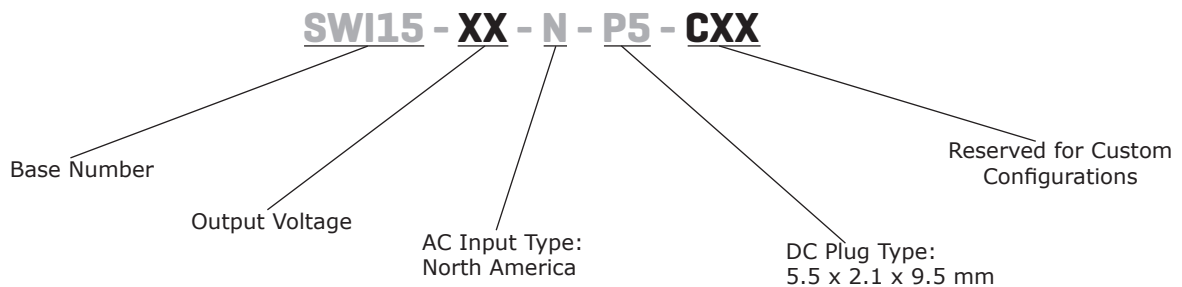 SWI15 - XX - N - P5 - CXX
Base Number
Output Voltage
AC Input Type:
North America
DC Plug Type:
5.5 x 2.1 x 9.5 mm
Reserved for Custom
Configurations